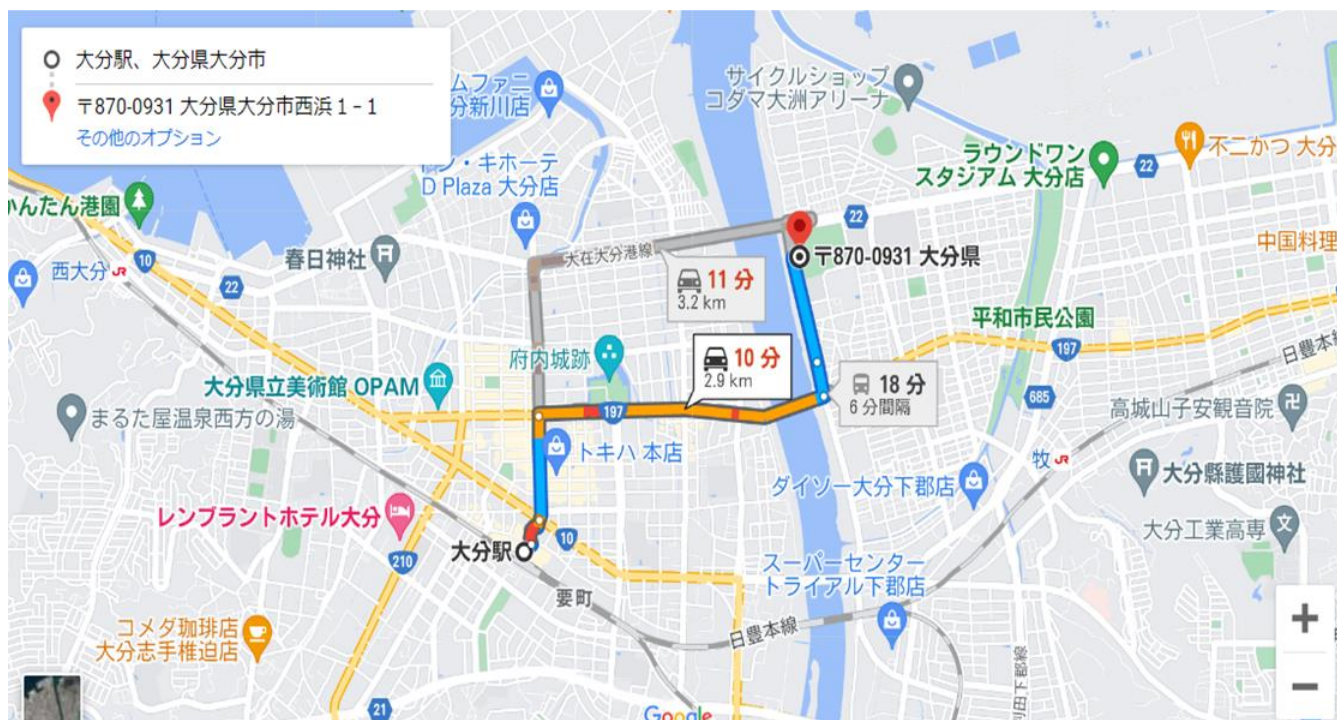 大分駅、大分県大分市
〒870-0931 大分県大分市西浜１−１
その他のオプション
ムファニ
分新川店
サイクルショップ
コダマ大洲アリーナ
ドン・キホーテ
D Plaza 大分店
ラウンドワン
スタジアム 大分店
22
不二かつ 大分
かんたん港園
10
西大分 JR
22
春日神社
大在大分港線
22
〒870-0931 大分県
中国料理
11 分
3.2 km
平和市民公園
197
日豊本線
府内城跡
10 分
2.9 km
大分県立美術館 OPAM
18 分
6 分間隔
685
まるた屋温泉西方の湯
197
高城山子安観音院
トキハ 本店
牧 JR
ダイソー大分下郡店
大分縣護國神社
レンブラントホテル大分
大分工業高専
大分駅
10
210
スーパーセンター
トライアル下郡店
要町
日豊本線
コメダ珈琲店
大分志手椎迫店
21
Google
+
−